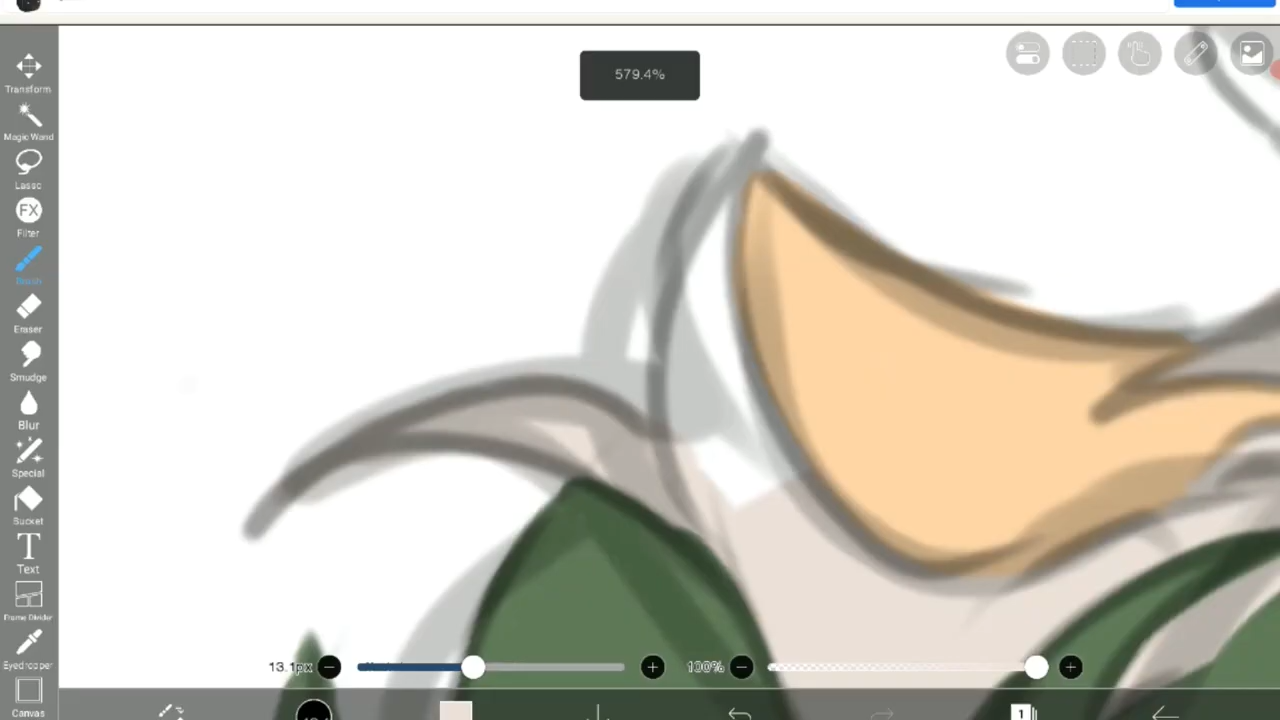 579.4%
Transform
Magic Wand
Lasso
FX
Filter
Brush
Eraser
Smudge
Blur
Special
Bucket
T
Text
Frame Divider
Eyedropper
Canvas
13.1px
100%
1